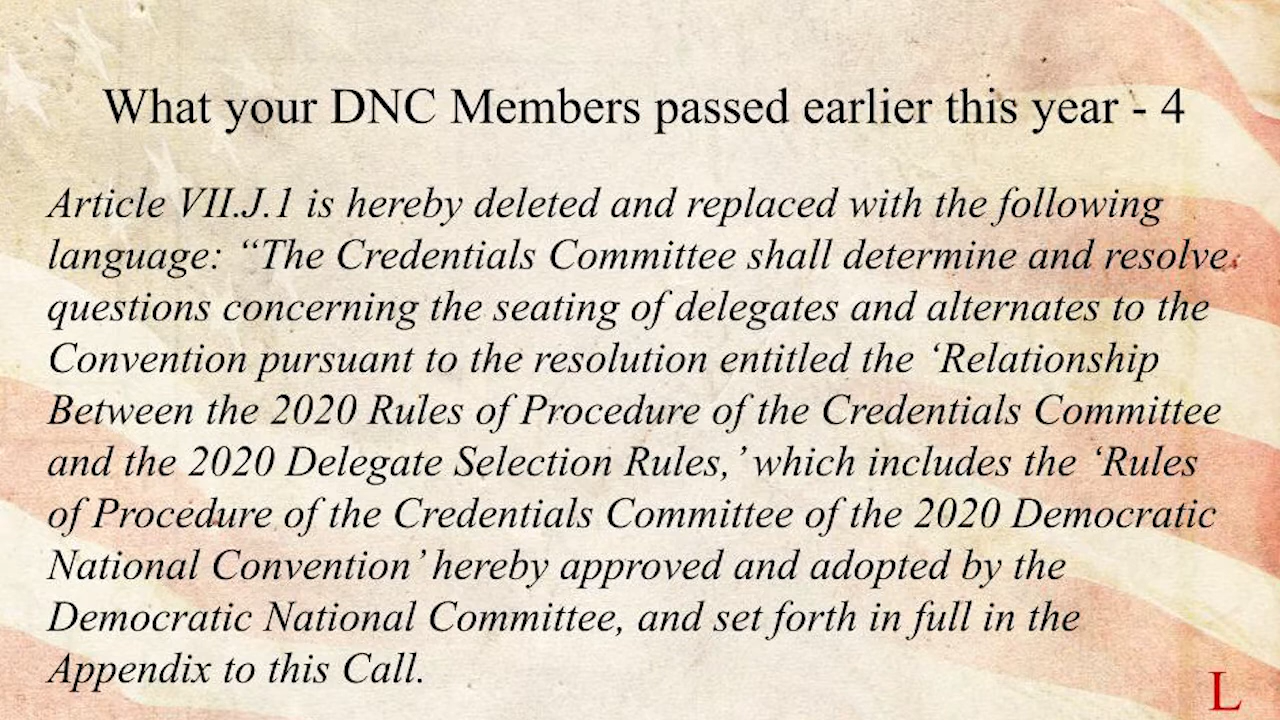 What your DNC Members passed earlier this year - 4
Article VII.J.1 is hereby deleted and replaced with the following
language: “The Credentials Committee shall determine and resolve
questions concerning the seating of delegates and alternates to the
Convention pursuant to the resolution entitled the ‘Relationship
Between the 2020 Rules of Procedure of the Credentials Committee
and the 2020 Delegate Selection Rules,’ which includes the ‘Rules
of Procedure of the Credentials Committee of the 2020 Democratic
National Convention’ hereby approved and adopted by the
Democratic National Committee, and set forth in full in the
Appendix to this Call.
L